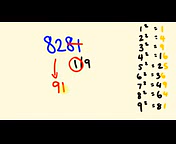 8281
1, 9
91
1² = 1
2² = 4
3² = 9
4² = 16
5² = 25
6² = 36
7² = 49
8² = 64
9² = 81